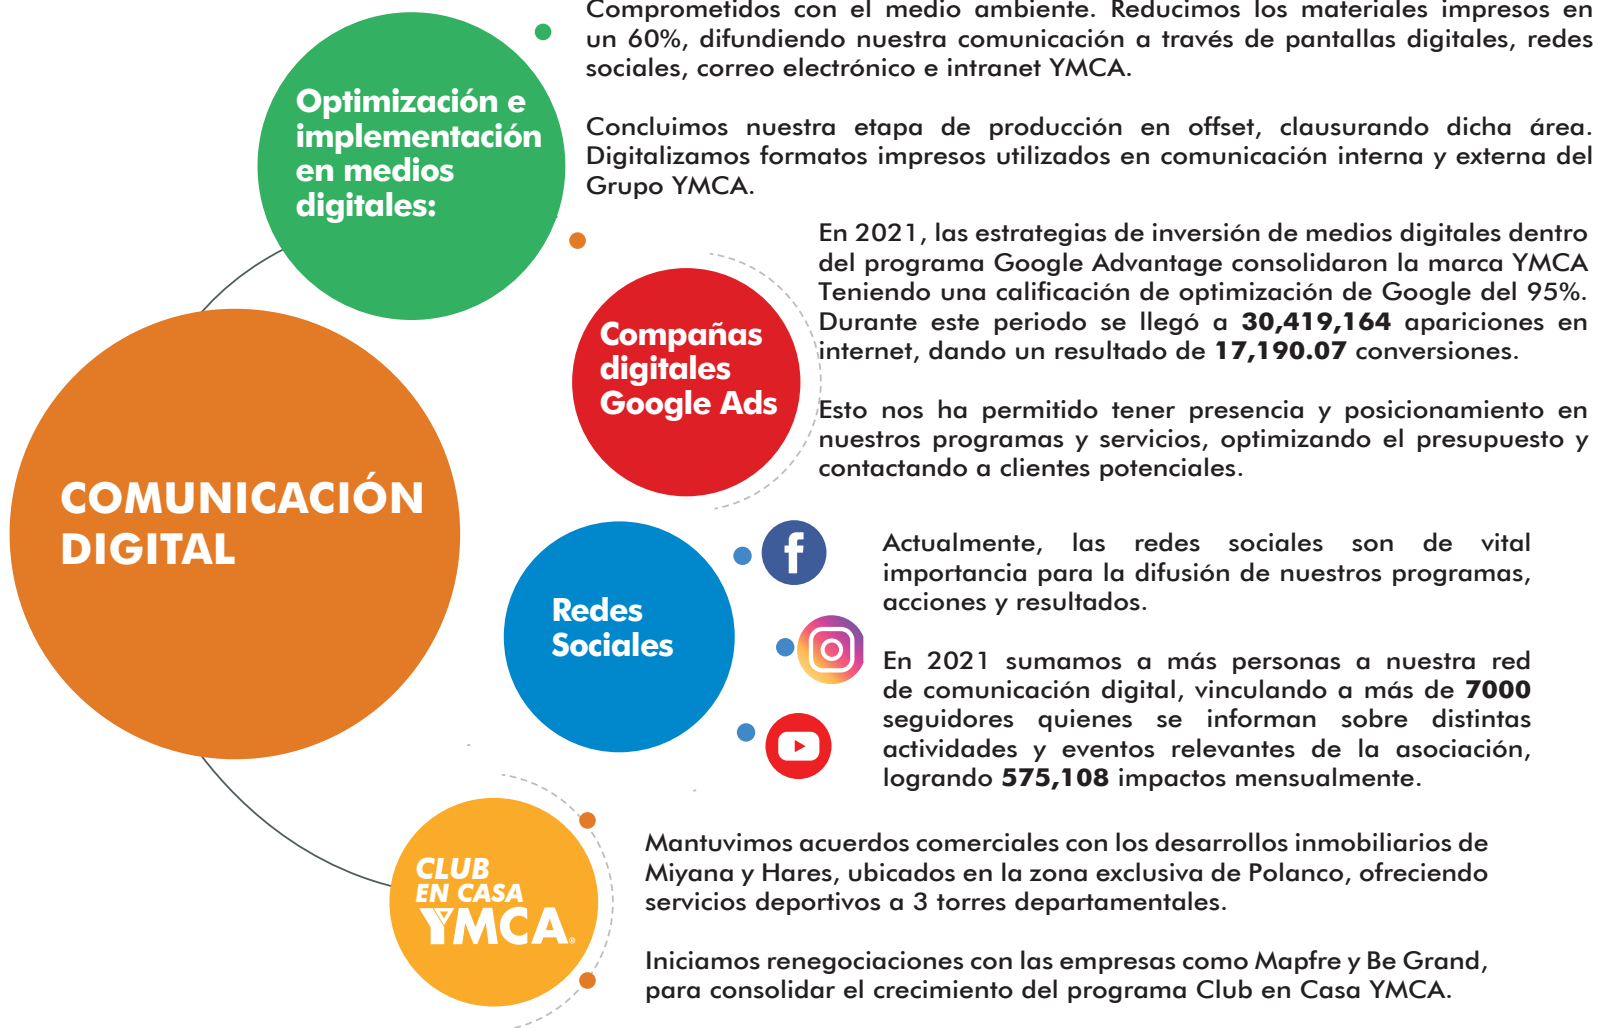 Comprometidos con el medio ambiente. Reducimos los materiales impresos en
un 60%, difundiendo nuestra comunicación a través de pantallas digitales, redes
sociales, correo electrónico e intranet YMCA.
Optimización e
implementación
en medios
digitales:
Concluimos nuestra etapa de producción en offset, clausurando dicha área.
Digitalizamos formatos impresos utilizados en comunicación interna y externa del
Grupo YMCA.
En 2021, las estrategias de inversión de medios digitales dentro
del programa Google Advantage consolidaron la marca YMCA
Teniendo una calificación de optimización de Google del 95%.
Durante este periodo se llegó a 30,419,164 apariciones en
internet, dando un resultado de 17,190.07 conversiones.
Compañas
digitales
Google Ads
Esto nos ha permitido tener presencia y posicionamiento en
nuestros programas y servicios, optimizando el presupuesto y
contactando a clientes potenciales.
COMUNICACIÓN
DIGITAL
Redes
Sociales
f
Actualmente, las redes sociales son de vital
importancia para la difusión de nuestros programas,
acciones y resultados.
En 2021 sumamos a más personas a nuestra red
de comunicación digital, vinculando a más de 7000
seguidores quienes se informan sobre distintas
actividades y eventos relevantes de la asociación,
logrando 575,108 impactos mensualmente.
CLUB
EN CASA
YMCA®
Mantuvimos acuerdos comerciales con los desarrollos inmobiliarios de
Miyana y Hares, ubicados en la zona exclusiva de Polanco, ofreciendo
servicios deportivos a 3 torres departamentales.
Iniciamos renegociaciones con las empresas como Mapfre y Be Grand,
para consolidar el crecimiento del programa Club en Casa YMCA.